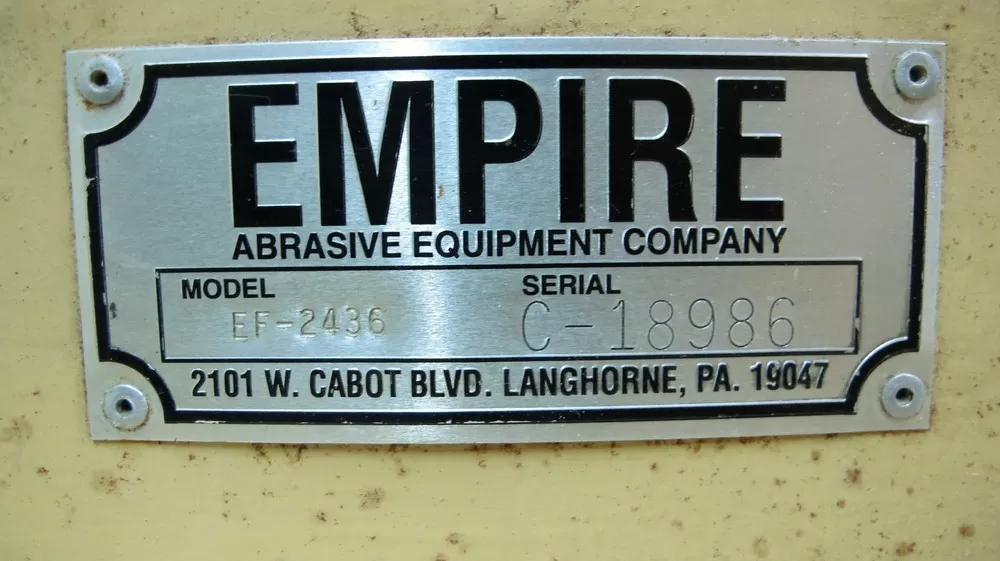 EMPIRE
ABRASIVE EQUIPMENT COMPANY
MODEL SERIAL
EF-2436 C-18986
2101 W. CABOT BLVD. LANGHORNE, PA. 19047